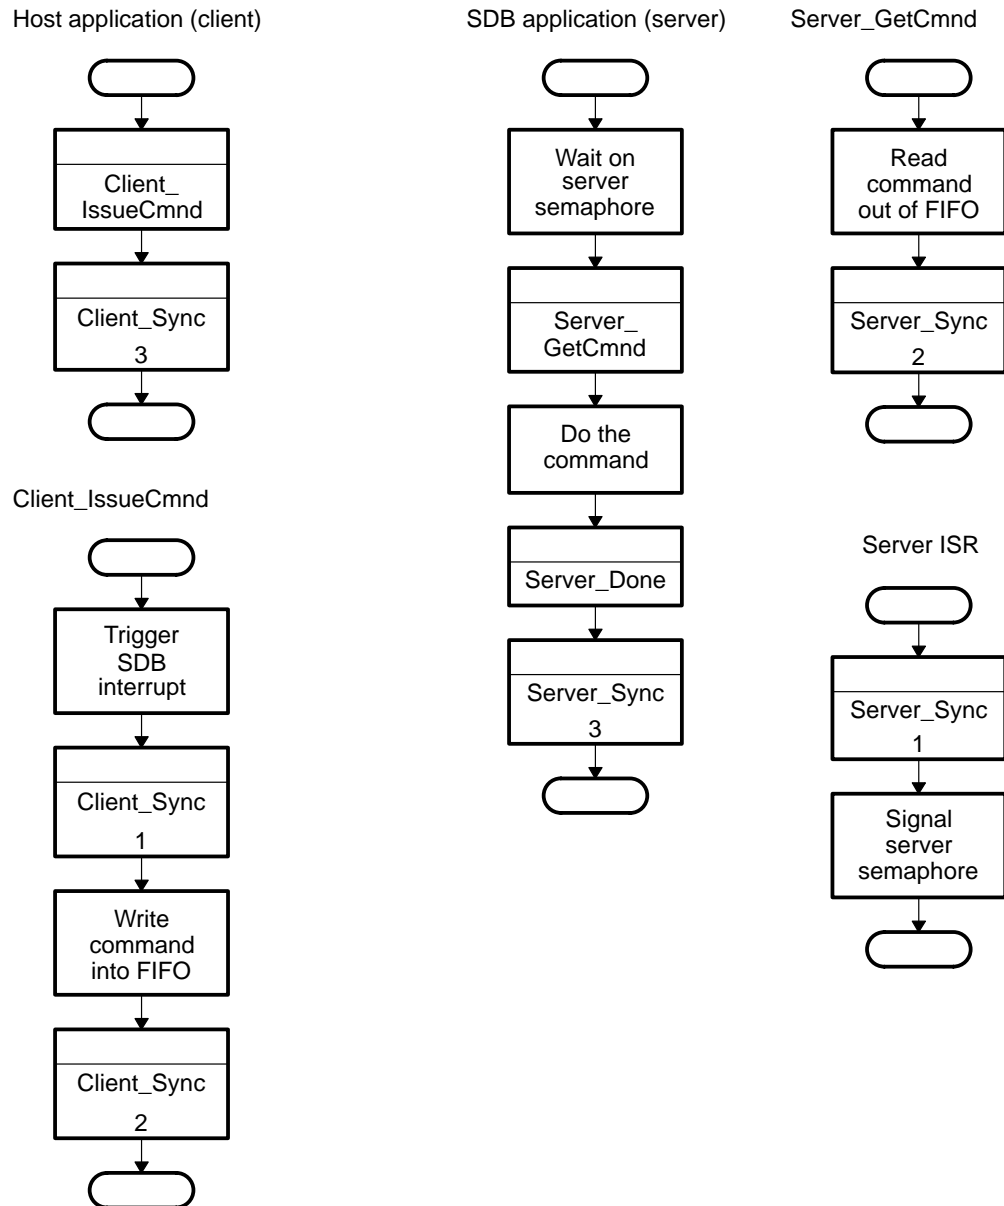 Host application (client)
Client_
IssueCmnd
Client_Sync
3
Client_IssueCmnd
Trigger
SDB
interrupt
Client_Sync
1
Write
command
into FIFO
Client_Sync
2
SDB application (server)
Wait on
server
semaphore
Server_
GetCmnd
Do the
command
Server_Done
Server_Sync
3
Server_GetCmnd
Read
command
out of FIFO
Server_Sync
2
Server ISR
Server_Sync
1
Signal
server
semaphore